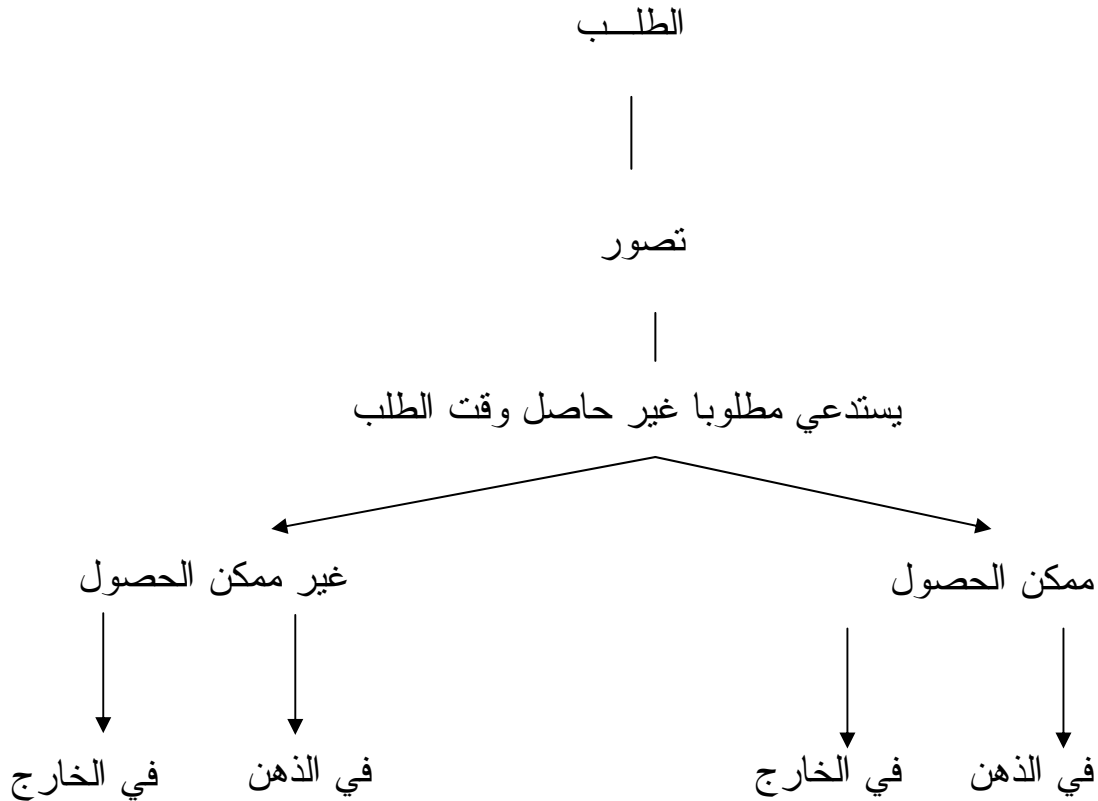 الطلـــب
تصور
يستدعي مطلوبا غير حاصل وقت الطلب
ممكن الحصول
غير ممكن الحصول
في الذهن
في الخارج
في الذهن
في الخارج